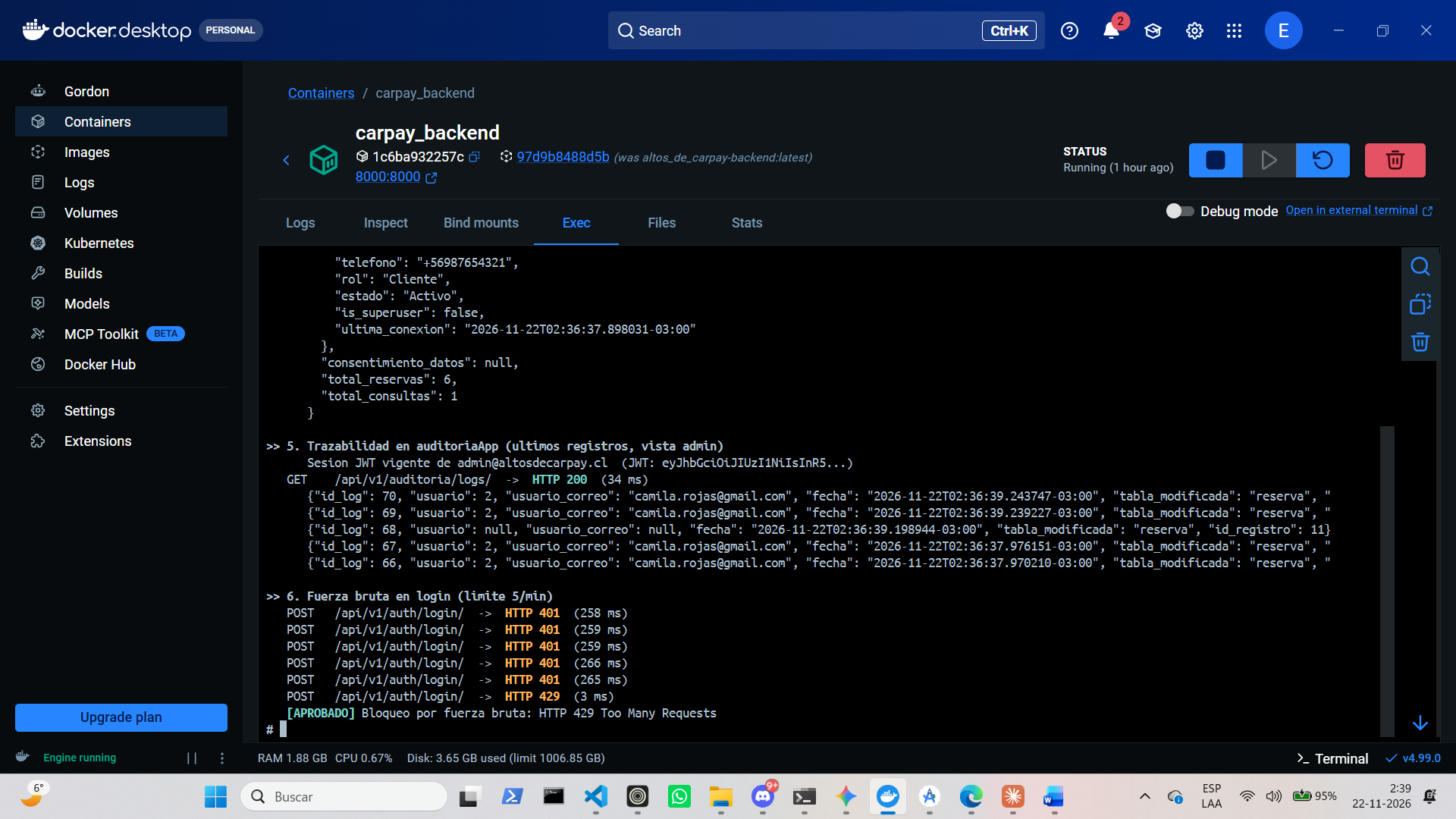 docker.desktop PERSONAL
Search Ctrl+K
2
E
Gordon
Containers
Images
Logs
Volumes
Kubernetes
Builds
Models
MCP Toolkit BETA
Docker Hub
Settings
Extensions
Upgrade plan
Containers / carpay_backend
carpay_backend
1c6ba932257c 97d9b8488d5b (was altos_de_carpay-backend:latest)
8000:8000
STATUS
Running (1 hour ago)
Logs Inspect Bind mounts Exec Files Stats
Debug mode Open in external terminal
"telefono": "+56987654321",
"rol": "Cliente",
"estado": "Activo",
"is_superuser": false,
"ultima_conexion": "2026-11-22T02:36:37.898031-03:00"
},
"consentimiento_datos": null,
"total_reservas": 6,
"total_consultas": 1
}
>> 5. Trazabilidad en auditoriaApp (ultimos registros, vista admin)
Sesion JWT vigente de admin@altosdecarpay.cl (JWT: eyJhbGciOiJIUzI1NiIsInR5...)
GET /api/v1/auditoria/logs/ -> HTTP 200 (34 ms)
{"id_log": 70, "usuario": 2, "usuario_correo": "camila.rojas@gmail.com", "fecha": "2026-11-22T02:36:39.243747-03:00", "tabla_modificada": "reserva", "
{"id_log": 69, "usuario": 2, "usuario_correo": "camila.rojas@gmail.com", "fecha": "2026-11-22T02:36:39.239227-03:00", "tabla_modificada": "reserva", "
{"id_log": 68, "usuario": null, "usuario_correo": null, "fecha": "2026-11-22T02:36:39.198944-03:00", "tabla_modificada": "reserva", "id_registro": 11}
{"id_log": 67, "usuario": 2, "usuario_correo": "camila.rojas@gmail.com", "fecha": "2026-11-22T02:36:37.976151-03:00", "tabla_modificada": "reserva", "
{"id_log": 66, "usuario": 2, "usuario_correo": "camila.rojas@gmail.com", "fecha": "2026-11-22T02:36:37.970210-03:00", "tabla_modificada": "reserva", "
>> 6. Fuerza bruta en login (limite 5/min)
POST /api/v1/auth/login/ -> HTTP 401 (258 ms)
POST /api/v1/auth/login/ -> HTTP 401 (259 ms)
POST /api/v1/auth/login/ -> HTTP 401 (259 ms)
POST /api/v1/auth/login/ -> HTTP 401 (266 ms)
POST /api/v1/auth/login/ -> HTTP 401 (265 ms)
POST /api/v1/auth/login/ -> HTTP 429 (3 ms)
[APROBADO] Bloqueo por fuerza bruta: HTTP 429 Too Many Requests
#
Engine running RAM 1.88 GB CPU 0.67% Disk: 3.65 GB used (limit 1006.85 GB) >_ Terminal v4.99.0
6°
Buscar
9+
ESP
LAA
95%
2:39
22-11-2026